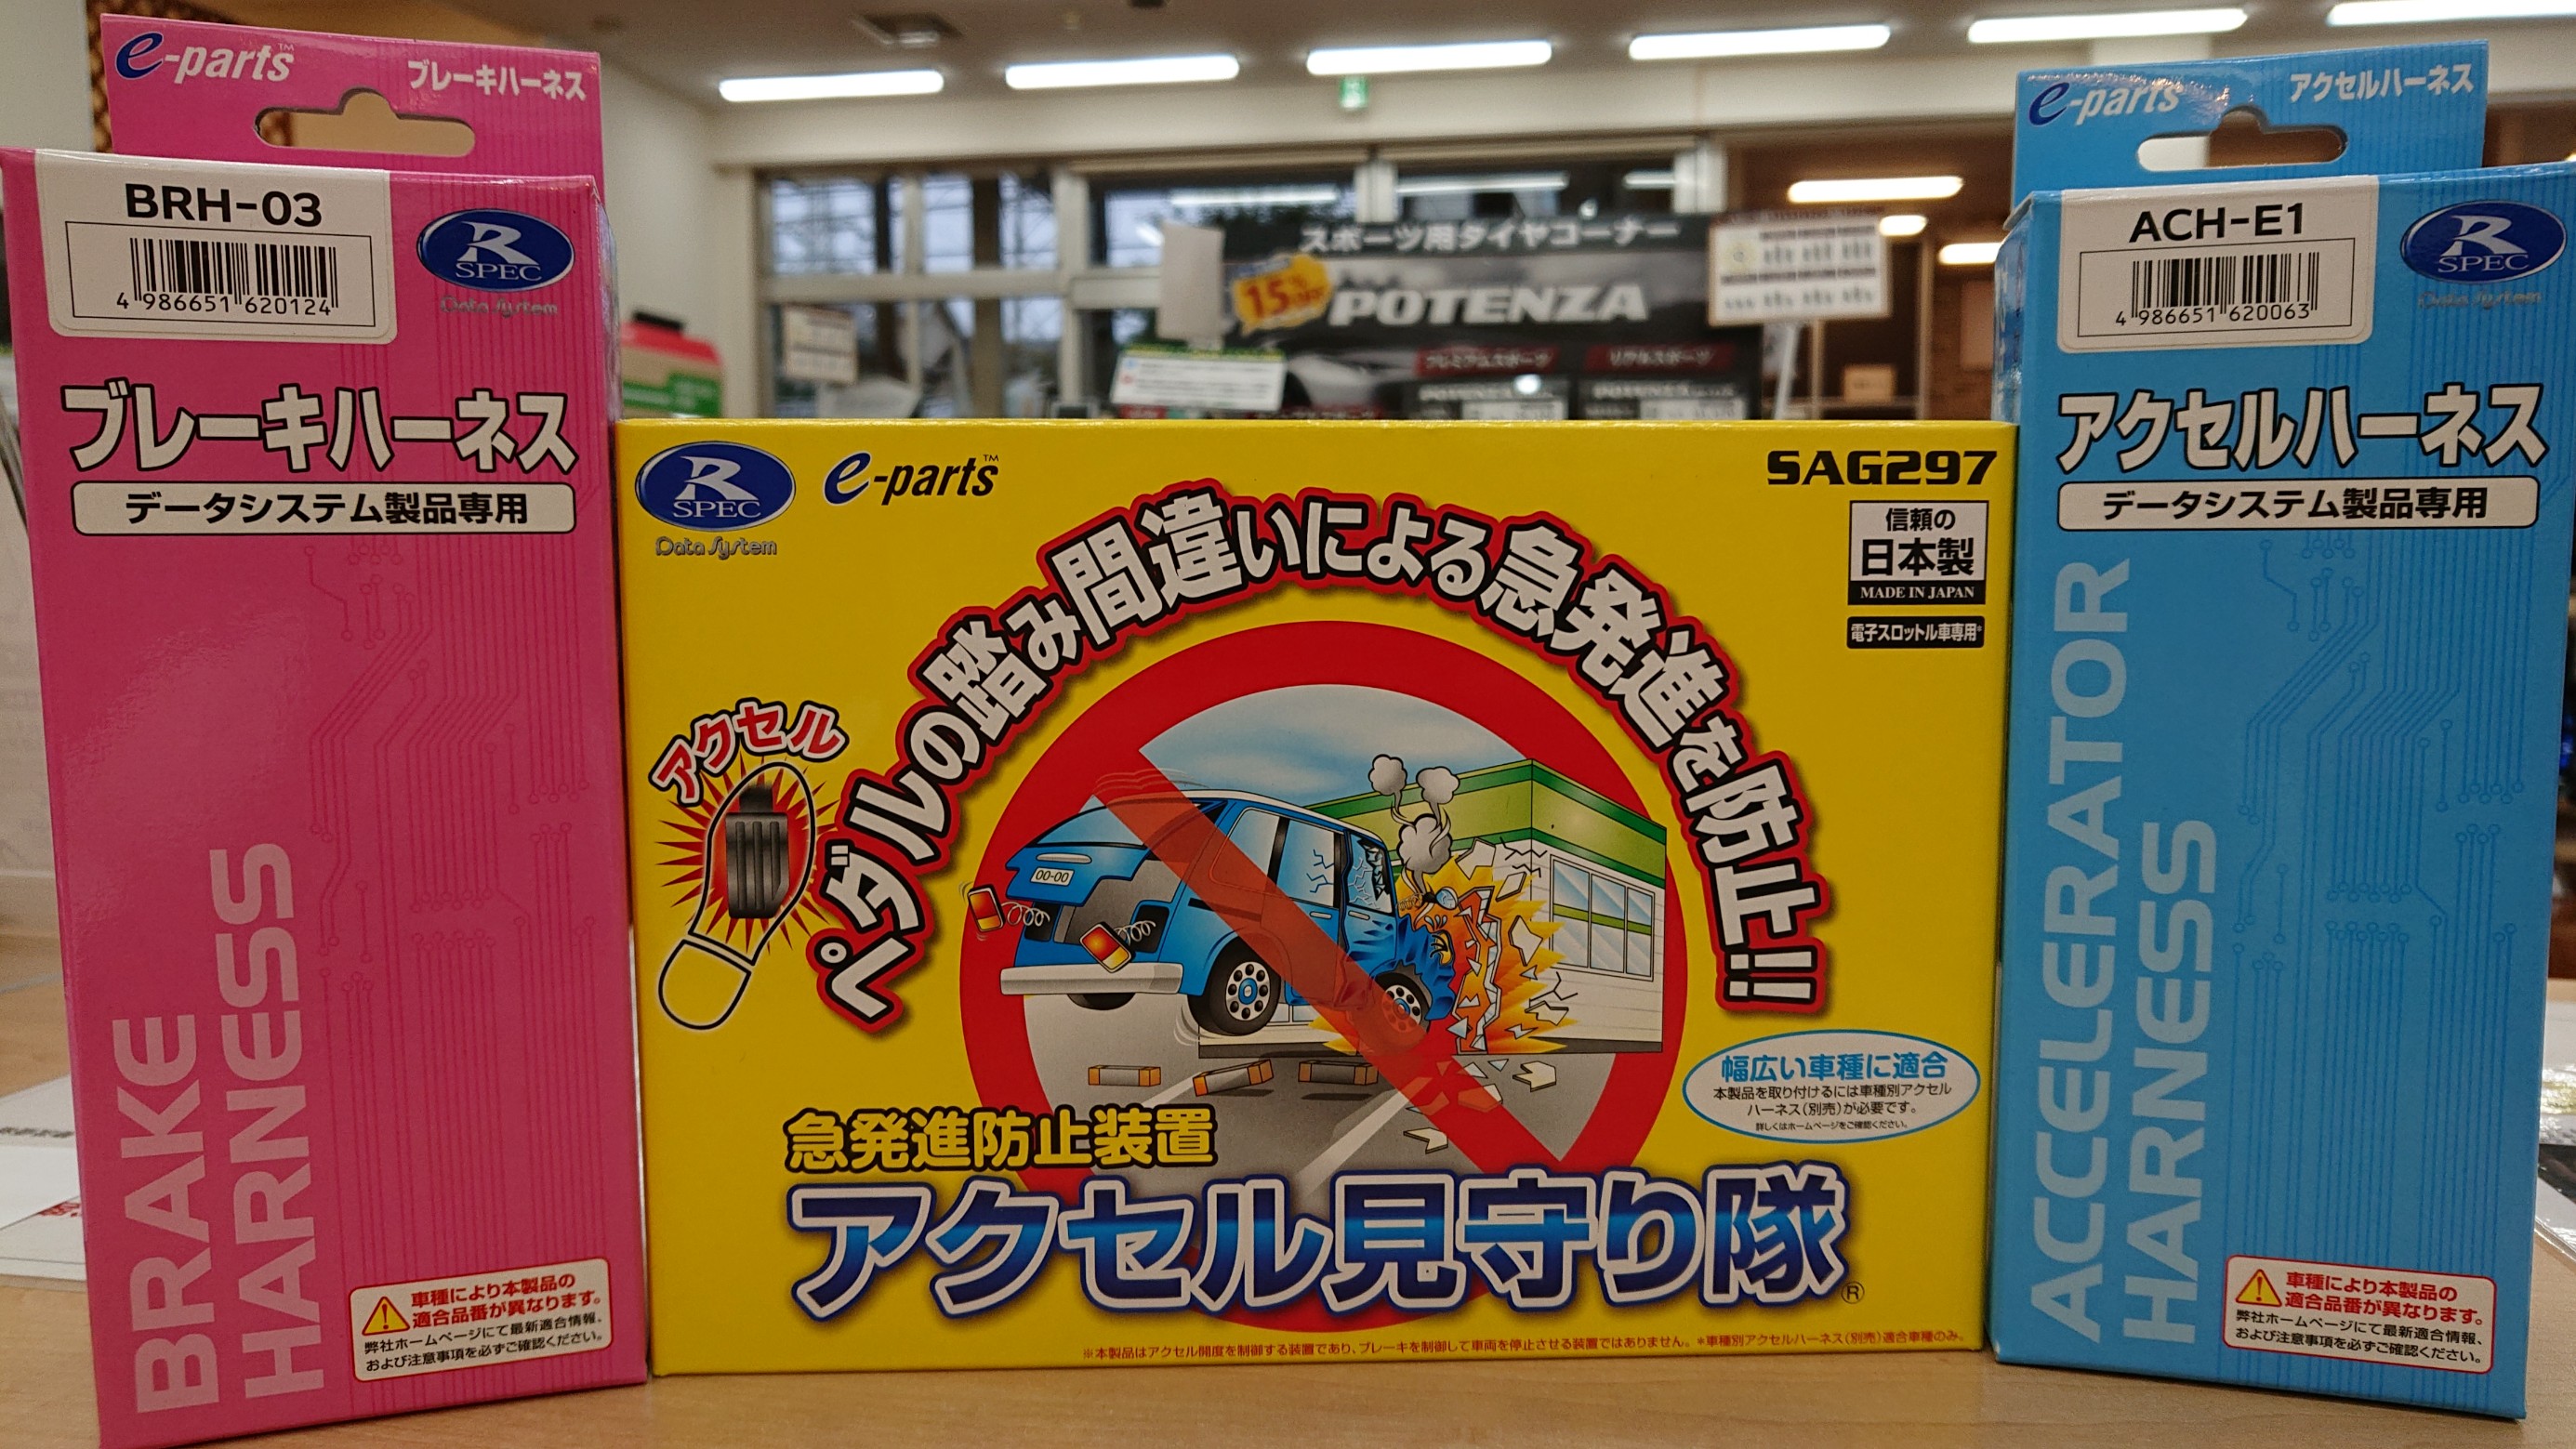 e-parts™
ブレーキハーネス
BRH-03
4 986651 620124
R
SPEC
Data System
ブレーキハーネス
データシステム製品専用
BRAKE
HARNESS
車種により本製品の
適合品番が異なります。
弊社ホームページにて最新適合情報、
および注意事項を必ずご確認ください。
スポーツ用タイヤコーナー
15%
POTENZA
プレミアムスポーツ
リアルスポーツ
R
SPEC
Data System
e-parts™
SAG297
信頼の
日本製
MADE IN JAPAN
電子スロットル車専用*
ペダルの踏み間違いによる急発進を防止!!
アクセル
00-00
幅広い車種に適合
本製品を取り付けるには車種別アクセル
ハーネス(別売)が必要です。
詳しくはホームページをご確認ください。
急発進防止装置
アクセル見守り隊®
※本製品はアクセル開度を制御する装置であり、ブレーキを制御して車両を停止させる装置ではありません。*車種別アクセルハーネス(別売)適合車種のみ。
e-parts
アクセルハーネス
ACH-E1
4 986651 620063
R
SPEC
Data System
アクセルハーネス
データシステム製品専用
ACCELERATOR
HARNESS
車種により本製品の
適合品番が異なります。
弊社ホームページにて最新適合情報、
および注意事項を必ずご確認ください。